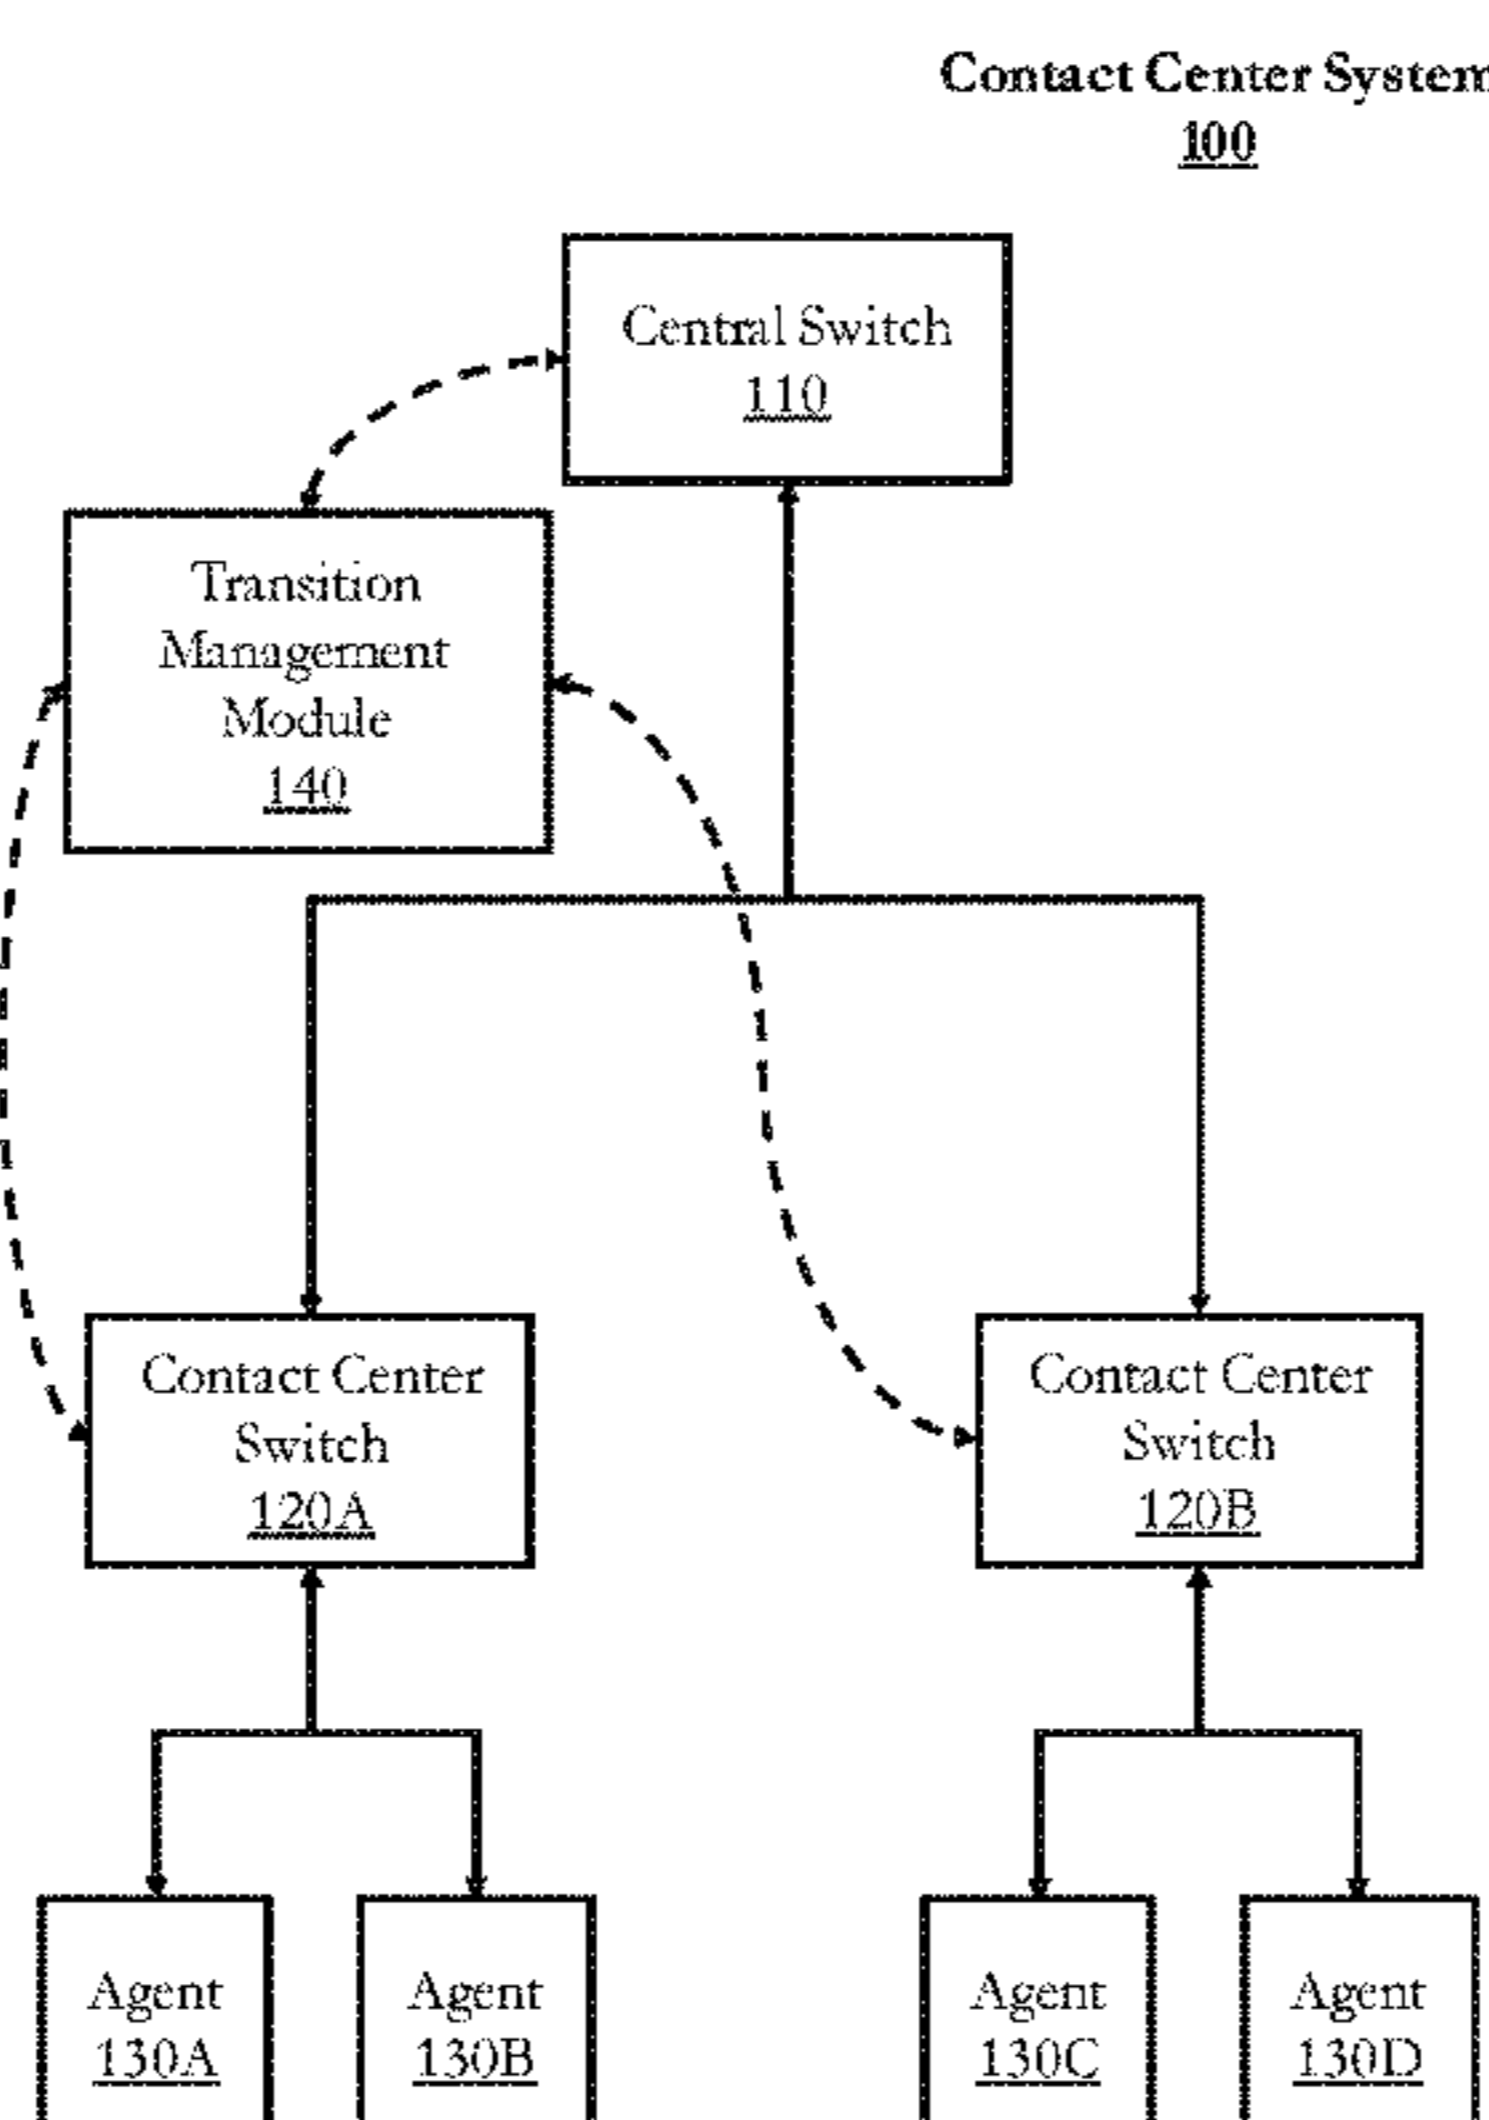 Contact Center System
100
Central Switch
110
Transition
Management
Module
140
Contact Center
Switch
120A
Contact Center
Switch
120B
Agent
130A
Agent
130B
Agent
130C
Agent
130D